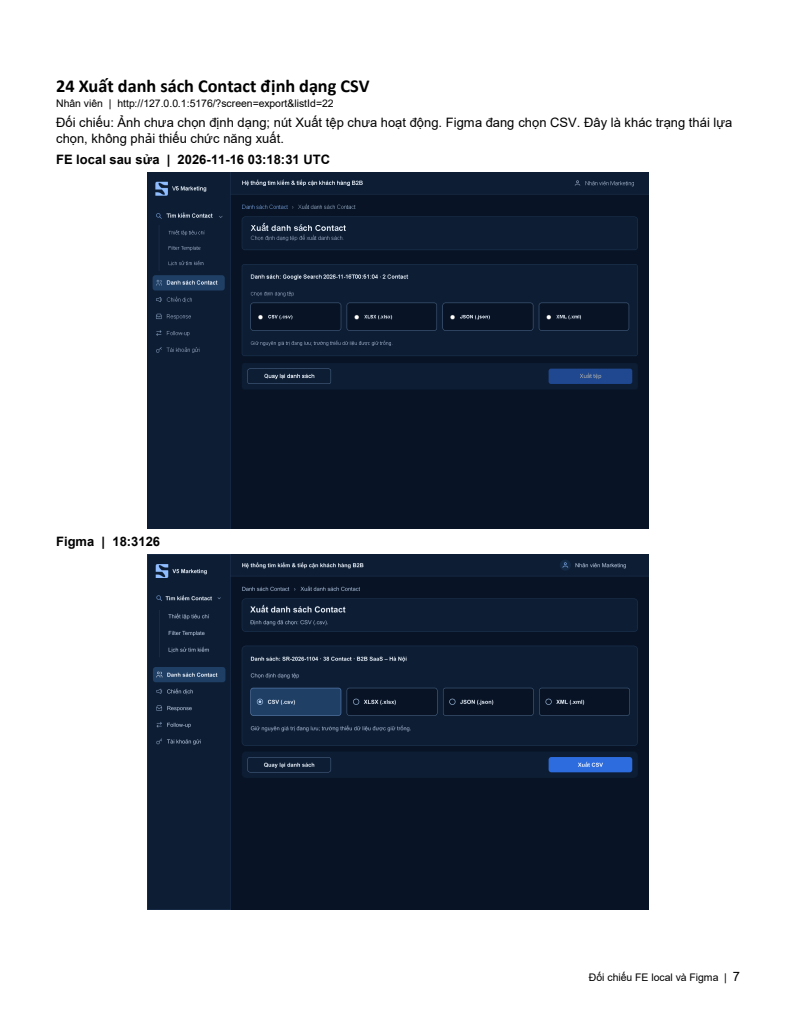 24 Xuất danh sách Contact định dạng CSV
Nhân viên | http://127.0.0.1:5176/?screen=export&listId=22
Đối chiếu: Ảnh chưa chọn định dạng; nút Xuất tệp chưa hoạt động. Figma đang chọn CSV. Đây là khác trạng thái lựa
chọn, không phải thiếu chức năng xuất.
FE local sau sửa | 2026-11-16 03:18:31 UTC
V5 Marketing
Hệ thống tìm kiếm & tiếp cận khách hàng B2B
Nhân viên Marketing
Danh sách Contact › Xuất danh sách Contact
Tìm kiếm Contact
Thiết lập tiêu chí
Filter Template
Lịch sử tìm kiếm
Danh sách Contact
Chiến dịch
Response
Follow-up
Tài khoản gửi
Xuất danh sách Contact
Chọn định dạng tệp để xuất danh sách.
Danh sách: Google Search 2026-11-16T00:51:04 · 2 Contact
Chọn định dạng tệp
CSV (.csv)
XLSX (.xlsx)
JSON (.json)
XML (.xml)
Giữ nguyên giá trị đang lưu; trường thiếu dữ liệu được giữ trống.
Quay lại danh sách
Xuất tệp
Figma | 18:3126
V5 Marketing
Hệ thống tìm kiếm & tiếp cận khách hàng B2B
Nhân viên Marketing
Danh sách Contact › Xuất danh sách Contact
Tìm kiếm Contact
Thiết lập tiêu chí
Filter Template
Lịch sử tìm kiếm
Danh sách Contact
Chiến dịch
Response
Follow-up
Tài khoản gửi
Xuất danh sách Contact
Định dạng đã chọn: CSV (.csv).
Danh sách: SR-2026-1104 · 38 Contact · B2B SaaS – Hà Nội
Chọn định dạng tệp
CSV (.csv)
XLSX (.xlsx)
JSON (.json)
XML (.xml)
Giữ nguyên giá trị đang lưu; trường thiếu dữ liệu được giữ trống.
Quay lại danh sách
Xuất CSV
Đối chiếu FE local và Figma | 7